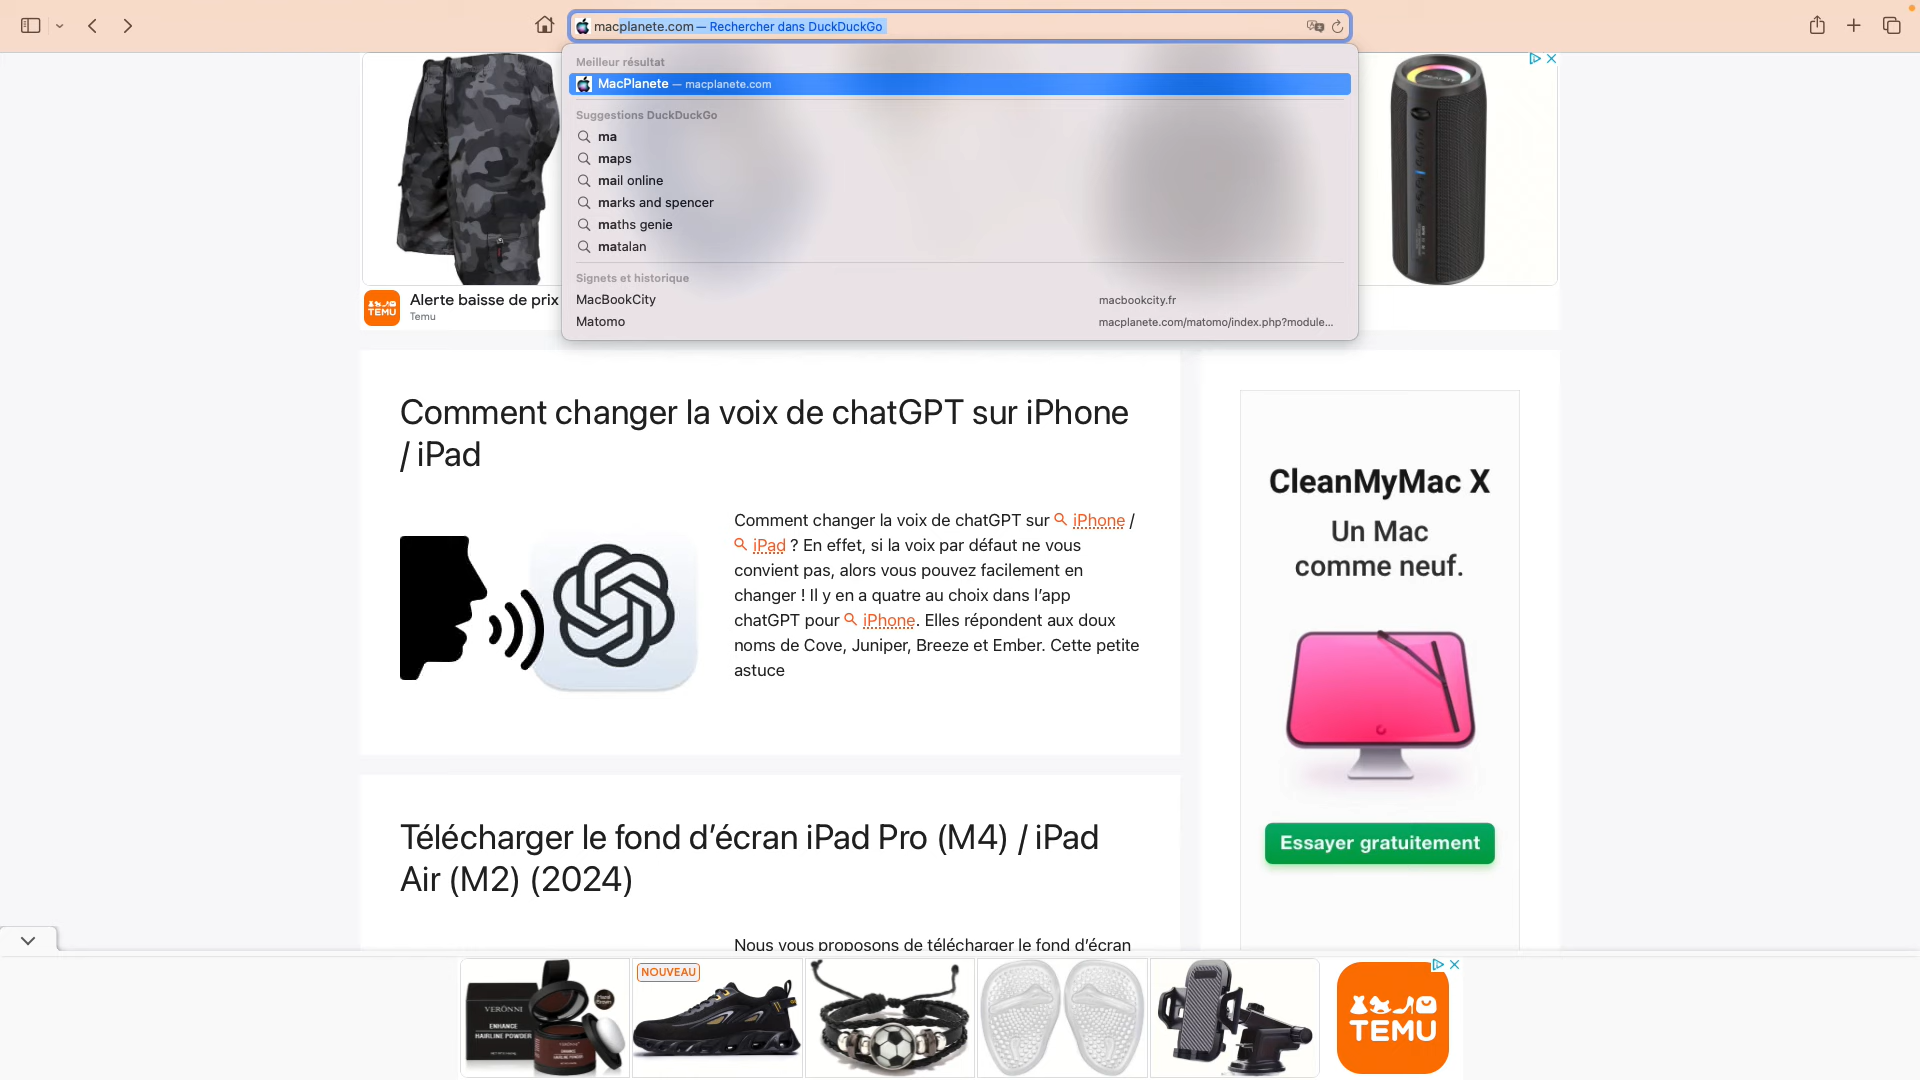 macplanete.com — Rechercher dans DuckDuckGo
Meilleur résultat
MacPlanete — macplanete.com
Suggestions DuckDuckGo
ma
maps
mail online
marks and spencer
maths genie
matalan
Signets et historique
MacBookCity macbookcity.fr
Matomo macplanete.com/matomo/index.php?module...
TEMU
Alerte baisse de prix
Temu
Comment changer la voix de chatGPT sur iPhone
/ iPad
Comment changer la voix de chatGPT sur iPhone /
iPad ? En effet, si la voix par défaut ne vous
convient pas, alors vous pouvez facilement en
changer ! Il y en a quatre au choix dans l’app
chatGPT pour iPhone. Elles répondent aux doux
noms de Cove, Juniper, Breeze et Ember. Cette petite
astuce
CleanMyMac X
Un Mac
comme neuf.
Essayer gratuitement
Télécharger le fond d’écran iPad Pro (M4) / iPad
Air (M2) (2024)
Nous vous proposons de télécharger le fond d’écran
VERÖNNI
ENHANCE
HAIRLINE POWDER
NOUVEAU
TEMU